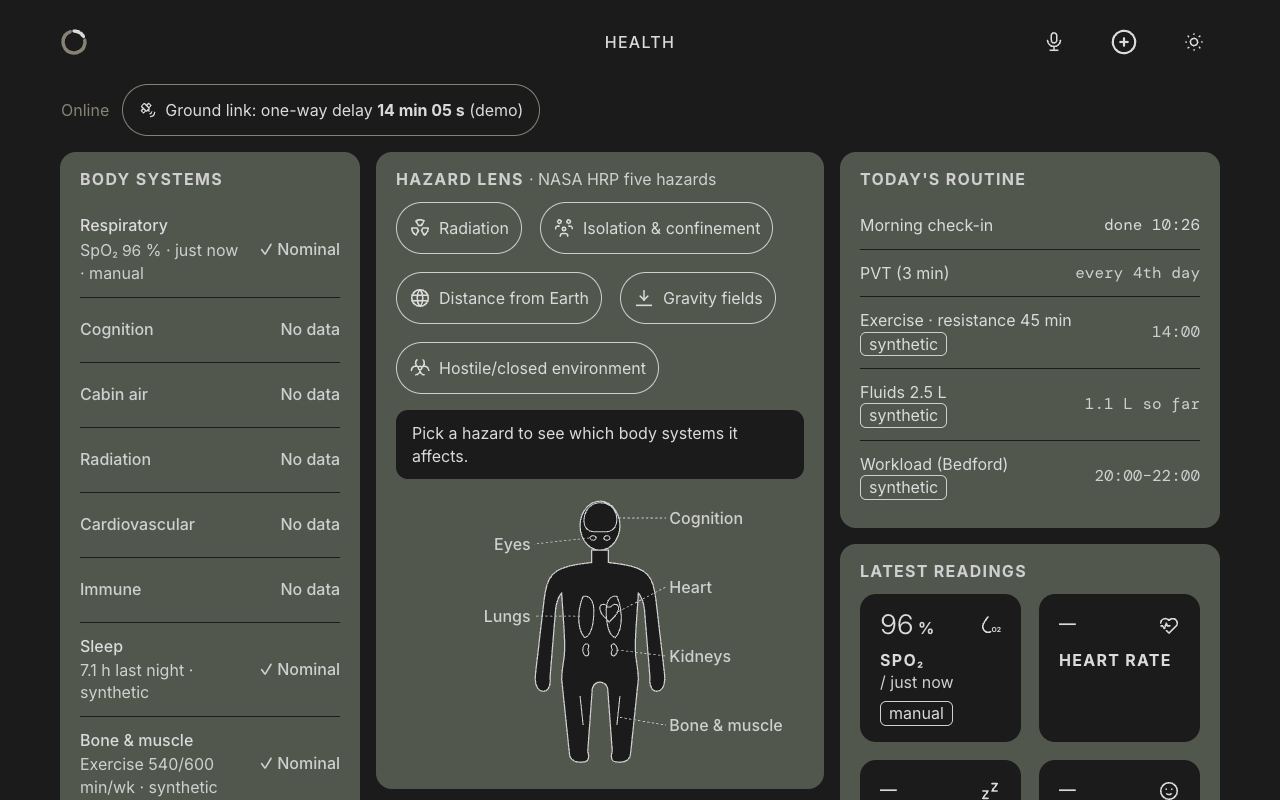 HEALTH
Online
Ground link: one-way delay 14 min 05 s (demo)
BODY SYSTEMS
Respiratory
SpO₂ 96 % · just now
· manual
✓ Nominal
Cognition
No data
Cabin air
No data
Radiation
No data
Cardiovascular
No data
Immune
No data
Sleep
7.1 h last night ·
synthetic
✓ Nominal
Bone & muscle
Exercise 540/600
min/wk · synthetic
✓ Nominal
HAZARD LENS · NASA HRP five hazards
Radiation
Isolation & confinement
Distance from Earth
Gravity fields
Hostile/closed environment
Pick a hazard to see which body systems it
affects.
Cognition
Eyes
Heart
Lungs
Kidneys
Bone & muscle
TODAY'S ROUTINE
Morning check-in
done 10:26
PVT (3 min)
every 4th day
Exercise · resistance 45 min
synthetic
14:00
Fluids 2.5 L
synthetic
1.1 L so far
Workload (Bedford)
synthetic
20:00–22:00
LATEST READINGS
96 %
O2
SPO₂
/ just now
manual
—
HEART RATE
—
zZ
—